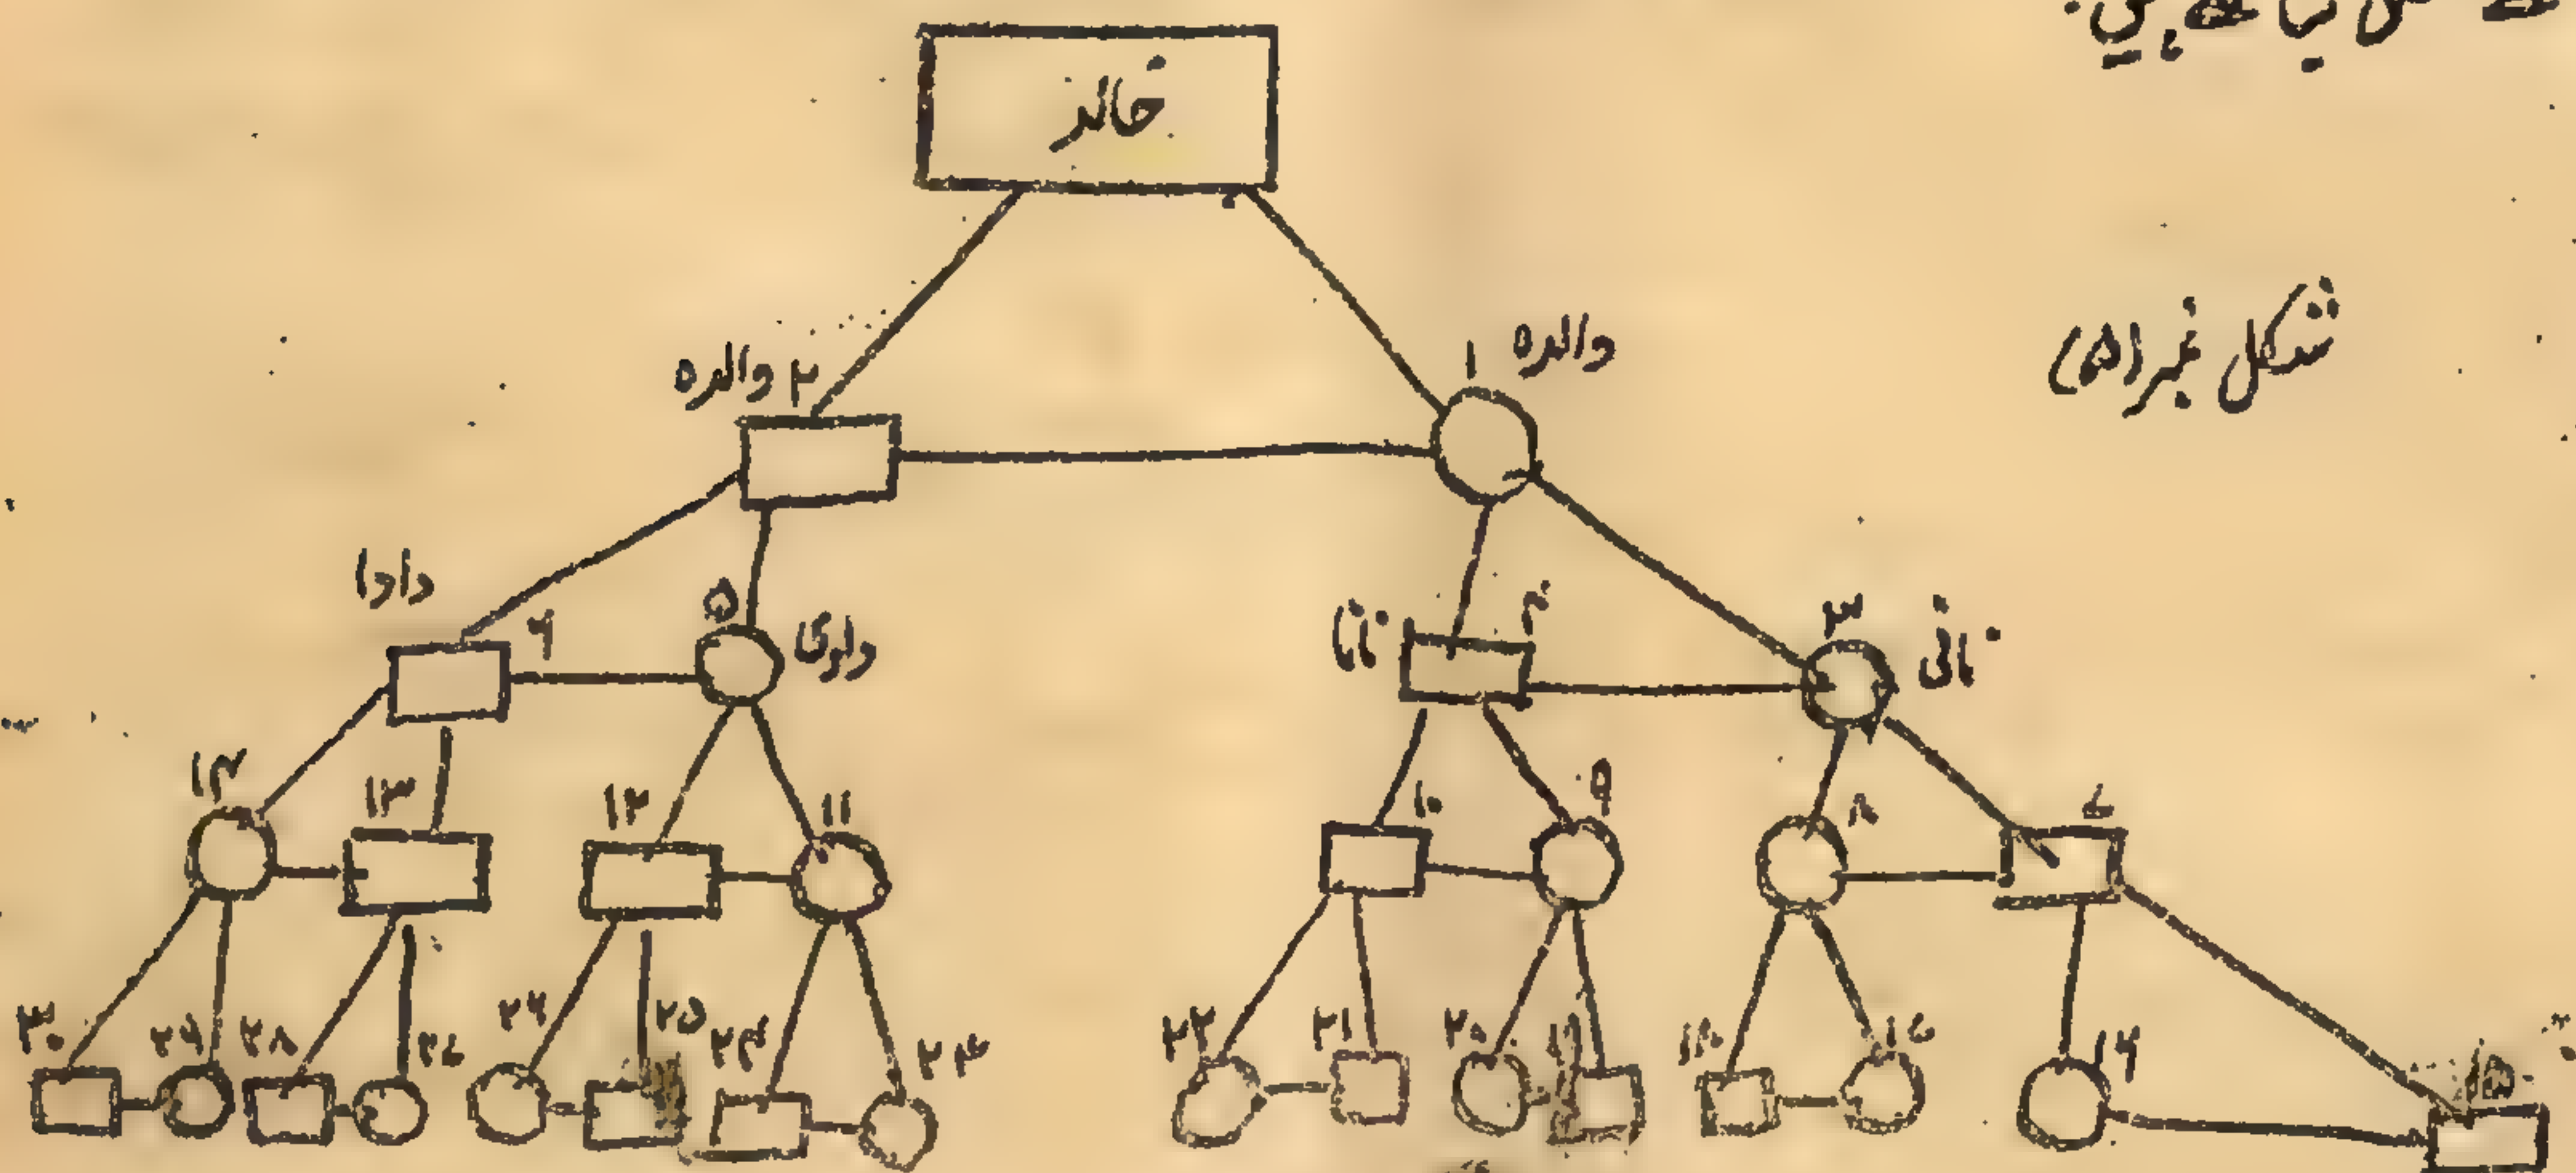 خالد
شکل نمبر (۵)
والدہ ۱
۲ والدہ
نانی ۳
۴ نانا
۵ دادی
۶ دادا
۷ ۸ ۹ ۱۰ ۱۱ ۱۲ ۱۳ ۱۴
۱۵ ۱۶ ۱۷ ۱۸ ۱۹ ۲۰ ۲۱ ۲۲ ۲۳ ۲۴ ۲۵ ۲۶ ۲۷ ۲۸ ۲۹ ۳۰